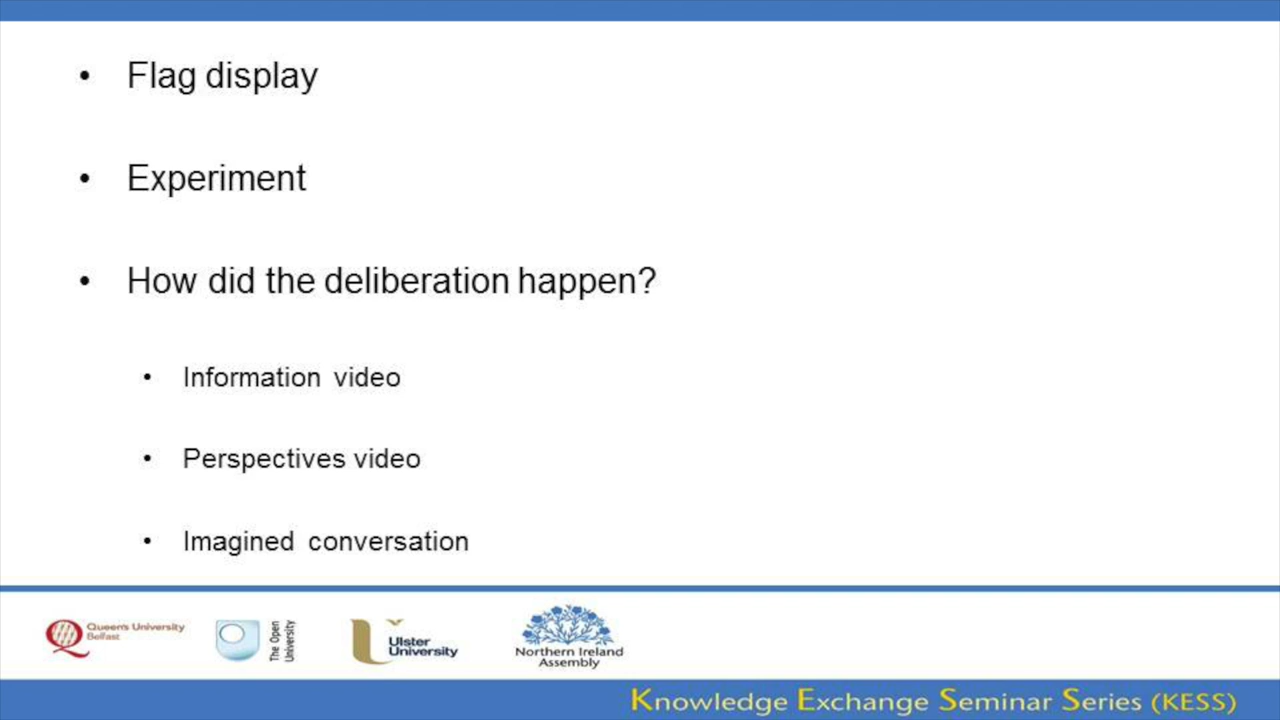 • Flag display
• Experiment
• How did the deliberation happen?
• Information video
• Perspectives video
• Imagined conversation
Queen's University
Belfast
The Open
University
Ulster
University
Northern Ireland
Assembly
Knowledge Exchange Seminar Series (KESS)